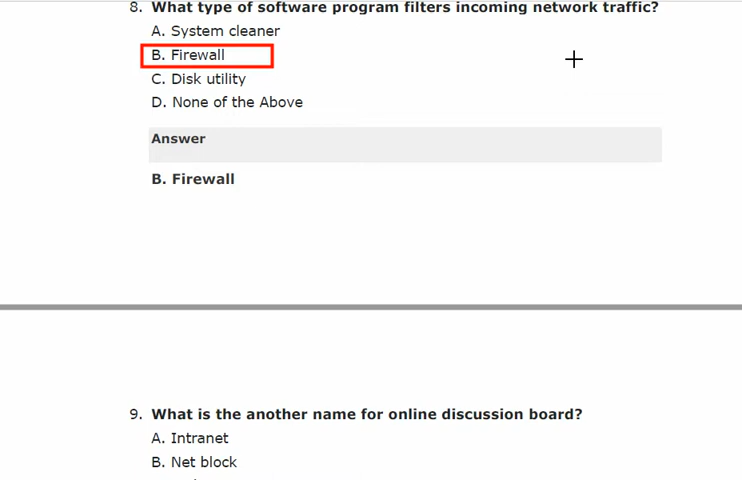 8. What type of software program filters incoming network traffic?
A. System cleaner
B. Firewall
C. Disk utility
D. None of the Above
Answer
B. Firewall
9. What is the another name for online discussion board?
A. Intranet
B. Net block